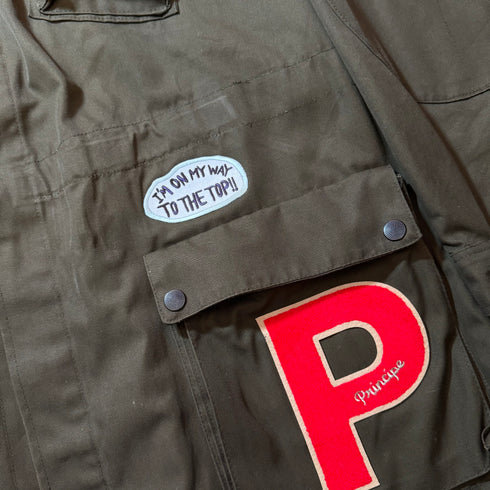 I'M ON MY WAY
TO THE TOP!!
P
Principe